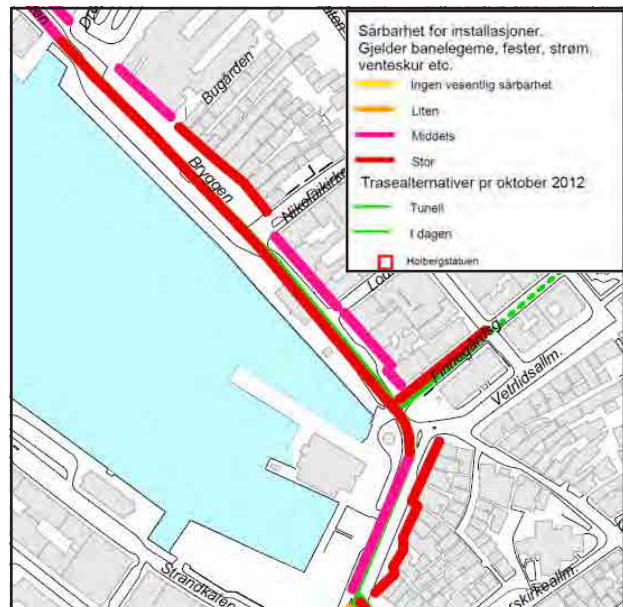 Sårbarhet for installasjoner.
Gjelder banelegeme, fester, strøm,
venteskur etc.
Ingen vesentlig sårbarhet
Liten
Middels
Stor
Trasealternativer pr oktober 2012
Tunell
I dagen
Holbergstatuen
Bugården
Bryggen
Nikolaikirke
Finnegårdsg
Vetrlidsallm.
Strandkaien